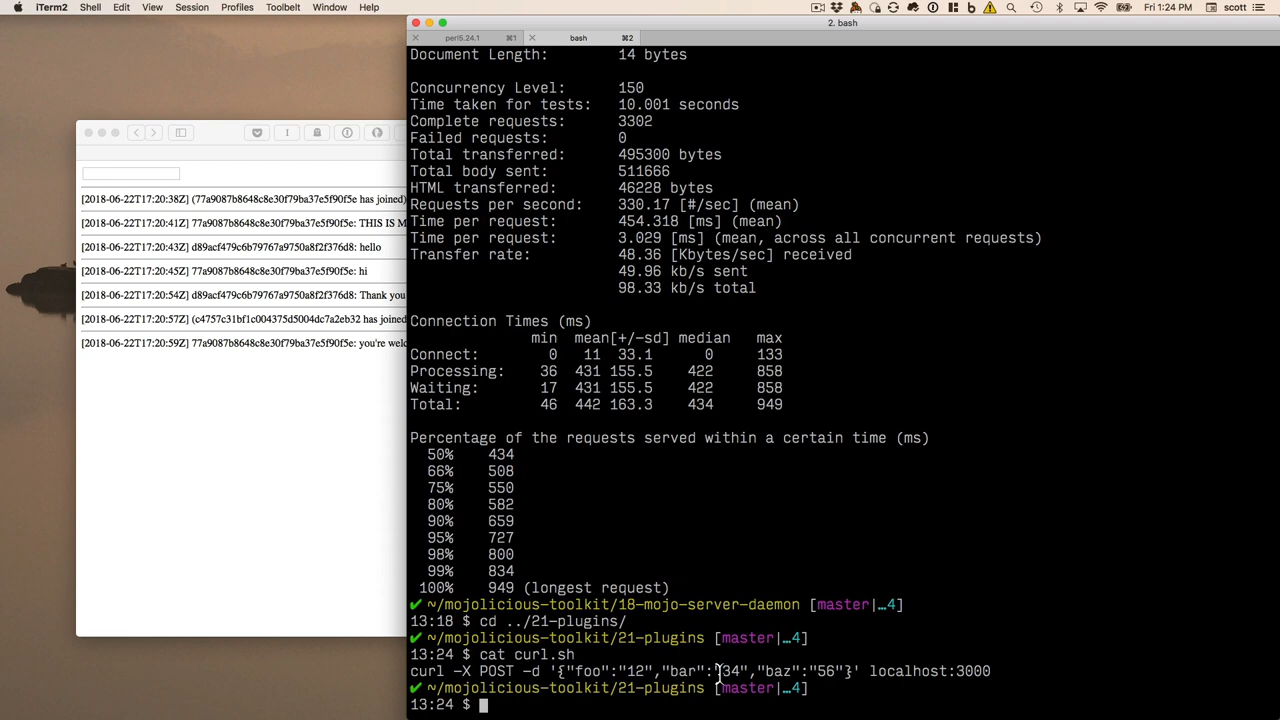 iTerm2 Shell Edit View Session Profiles Toolbelt Window Help Fri 1:24 PM scott
2. bash
perl5.24.1 ⌘1 bash ⌘2
Document Length: 14 bytes
Concurrency Level: 150
Time taken for tests: 10.001 seconds
Complete requests: 3302
Failed requests: 0
Total transferred: 495300 bytes
Total body sent: 511666
HTML transferred: 46228 bytes
Requests per second: 330.17 [#/sec] (mean)
Time per request: 454.318 [ms] (mean)
Time per request: 3.029 [ms] (mean, across all concurrent requests)
Transfer rate: 48.36 [Kbytes/sec] received
49.96 kb/s sent
98.33 kb/s total
Connection Times (ms)
min mean[+/-sd] median max
Connect: 0 11 33.1 0 133
Processing: 36 431 155.5 422 858
Waiting: 17 431 155.5 422 858
Total: 46 442 163.3 434 949
Percentage of the requests served within a certain time (ms)
50% 434
66% 508
75% 550
80% 582
90% 659
95% 727
98% 800
99% 834
100% 949 (longest request)
✔ ~/mojolicious-toolkit/18-mojo-server-daemon [master|…4]
13:18 $ cd ../21-plugins/
✔ ~/mojolicious-toolkit/21-plugins [master|…4]
13:24 $ cat curl.sh
curl -X POST -d '{"foo":"12","bar":"34","baz":"56"}' localhost:3000
✔ ~/mojolicious-toolkit/21-plugins [master|…4]
13:24 $
[2018-06-22T17:20:38Z] (77a9087b8648c8e30f79ba37e5f90f5e has joined)
[2018-06-22T17:20:41Z] 77a9087b8648c8e30f79ba37e5f90f5e: THIS IS M
[2018-06-22T17:20:43Z] d89acf479c6b79767a9750a8f2f376d8: hello
[2018-06-22T17:20:45Z] 77a9087b8648c8e30f79ba37e5f90f5e: hi
[2018-06-22T17:20:54Z] d89acf479c6b79767a9750a8f2f376d8: Thank you
[2018-06-22T17:20:57Z] (c4757c31bf1c004375d5004dc7a2eb32 has joined
[2018-06-22T17:20:59Z] 77a9087b8648c8e30f79ba37e5f90f5e: you're welc